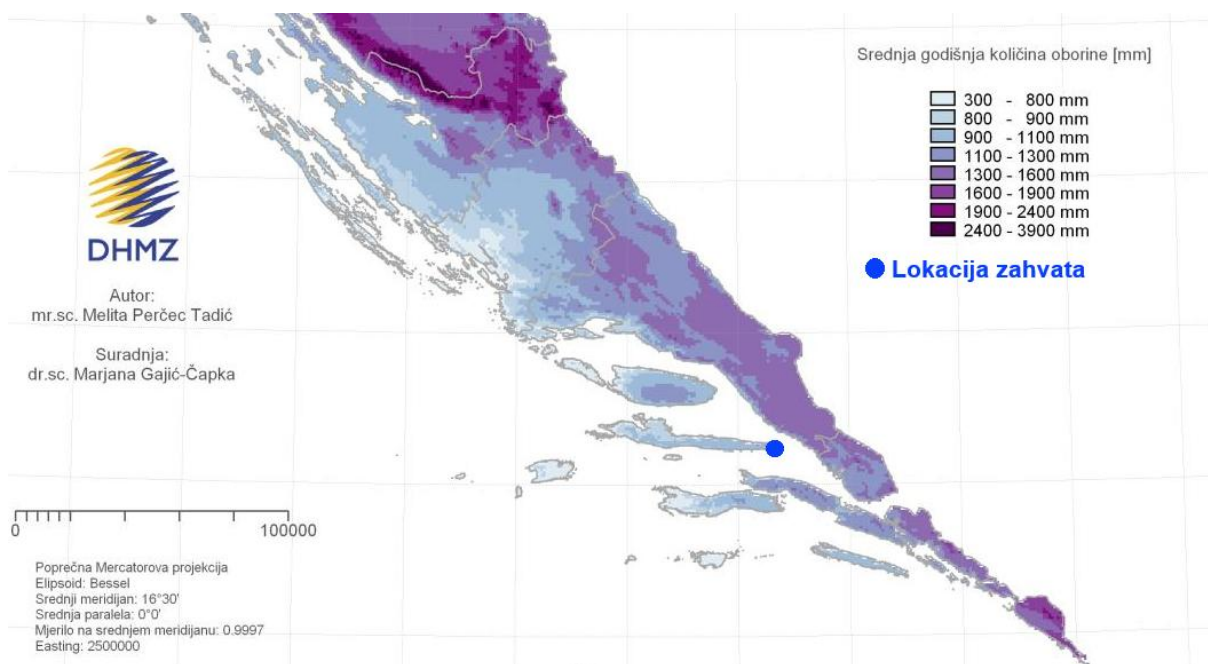 Srednja godišnja količina oborine [mm]
300 - 800 mm
800 - 900 mm
900 - 1100 mm
1100 - 1300 mm
1300 - 1600 mm
1600 - 1900 mm
1900 - 2400 mm
2400 - 3900 mm
Lokacija zahvata
DHMZ
Autor:
mr.sc. Melita Perčec Tadić
Suradnja:
dr.sc. Marjana Gajić-Čapka
0 100000
Poprečna Mercatorova projekcija
Elipsoid: Bessel
Srednji meridijan: 16°30'
Srednja paralela: 0°0'
Mjerilo na srednjem meridijanu: 0.9997
Easting: 2500000